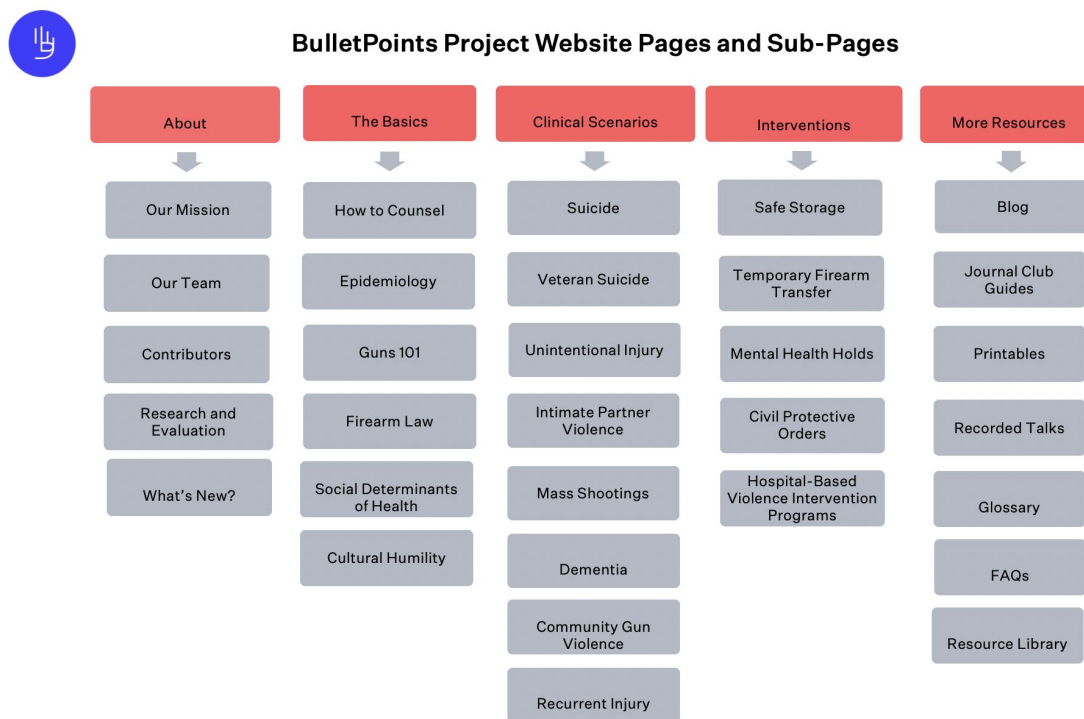 BulletPoints Project Website Pages and Sub-Pages
About
Our Mission
Our Team
Contributors
Research and
Evaluation
What's New?
The Basics
How to Counsel
Epidemiology
Guns 101
Firearm Law
Social Determinants
of Health
Cultural Humility
Clinical Scenarios
Suicide
Veteran Suicide
Unintentional Injury
Intimate Partner
Violence
Mass Shootings
Dementia
Community Gun
Violence
Recurrent Injury
Interventions
Safe Storage
Temporary Firearm
Transfer
Mental Health Holds
Civil Protective
Orders
Hospital-Based
Violence Intervention
Programs
More Resources
Blog
Journal Club
Guides
Printables
Recorded Talks
Glossary
FAQs
Resource Library